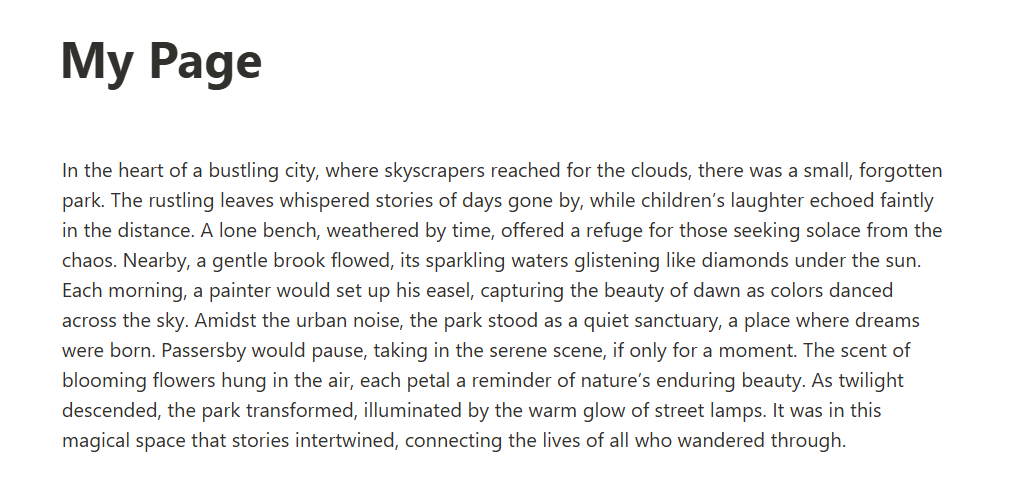 My Page
In the heart of a bustling city, where skyscrapers reached for the clouds, there was a small, forgotten
park. The rustling leaves whispered stories of days gone by, while children’s laughter echoed faintly
in the distance. A lone bench, weathered by time, offered a refuge for those seeking solace from the
chaos. Nearby, a gentle brook flowed, its sparkling waters glistening like diamonds under the sun.
Each morning, a painter would set up his easel, capturing the beauty of dawn as colors danced
across the sky. Amidst the urban noise, the park stood as a quiet sanctuary, a place where dreams
were born. Passersby would pause, taking in the serene scene, if only for a moment. The scent of
blooming flowers hung in the air, each petal a reminder of nature’s enduring beauty. As twilight
descended, the park transformed, illuminated by the warm glow of street lamps. It was in this
magical space that stories intertwined, connecting the lives of all who wandered through.